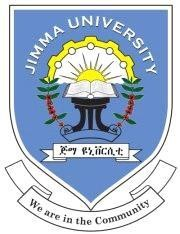 JIMMA UNIVERSITY
ጅማ ዩኒቨርሲቲ
We are in the Community